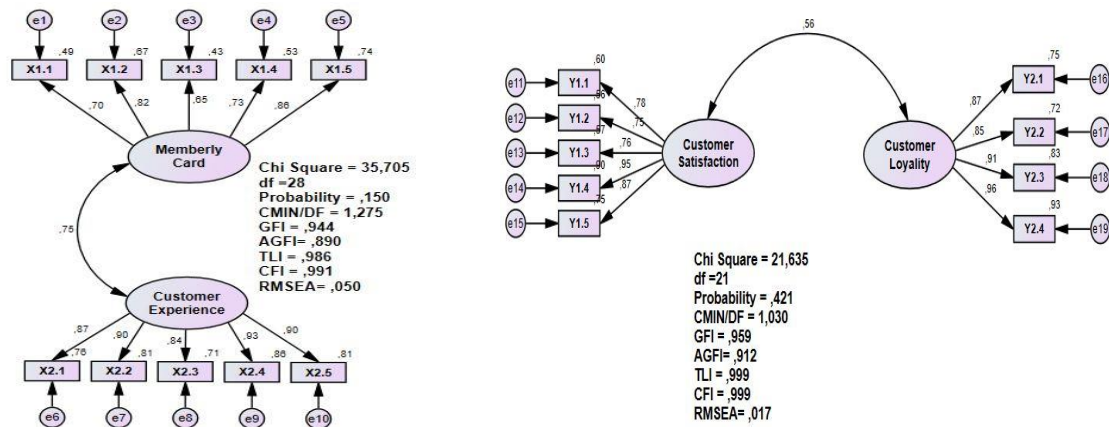 e1 e2 e3 e4 e5
,49 ,67 ,43 ,53 ,74
X1.1 X1.2 X1.3 X1.4 X1.5
,70 ,82 ,65 ,73 ,86
Memberly
Card
Chi Square = 35,705
df =28
Probability = ,150
CMIN/DF = 1,275
GFI = ,944
AGFI= ,890
TLI = ,986
CFI = ,991
RMSEA= ,050
,75
Customer
Experience
,87 ,90 ,84 ,93 ,90
,76 ,81 ,71 ,86 ,81
X2.1 X2.2 X2.3 X2.4 X2.5
e6 e7 e8 e9 e10
,56
,60
e11 Y1.1
,78
e12 Y1.2
,75
e13 Y1.3
,76
,90
e14 Y1.4
,95
,87
,75
e15 Y1.5
Customer
Satisfaction
Customer
Loyality
,75
Y2.1 e16
,87
,72
Y2.2 e17
,85
,83
Y2.3 e18
,91
,96
,93
Y2.4 e19
Chi Square = 21,635
df =21
Probability = ,421
CMIN/DF = 1,030
GFI = ,959
AGFI= ,912
TLI = ,999
CFI = ,999
RMSEA= ,017